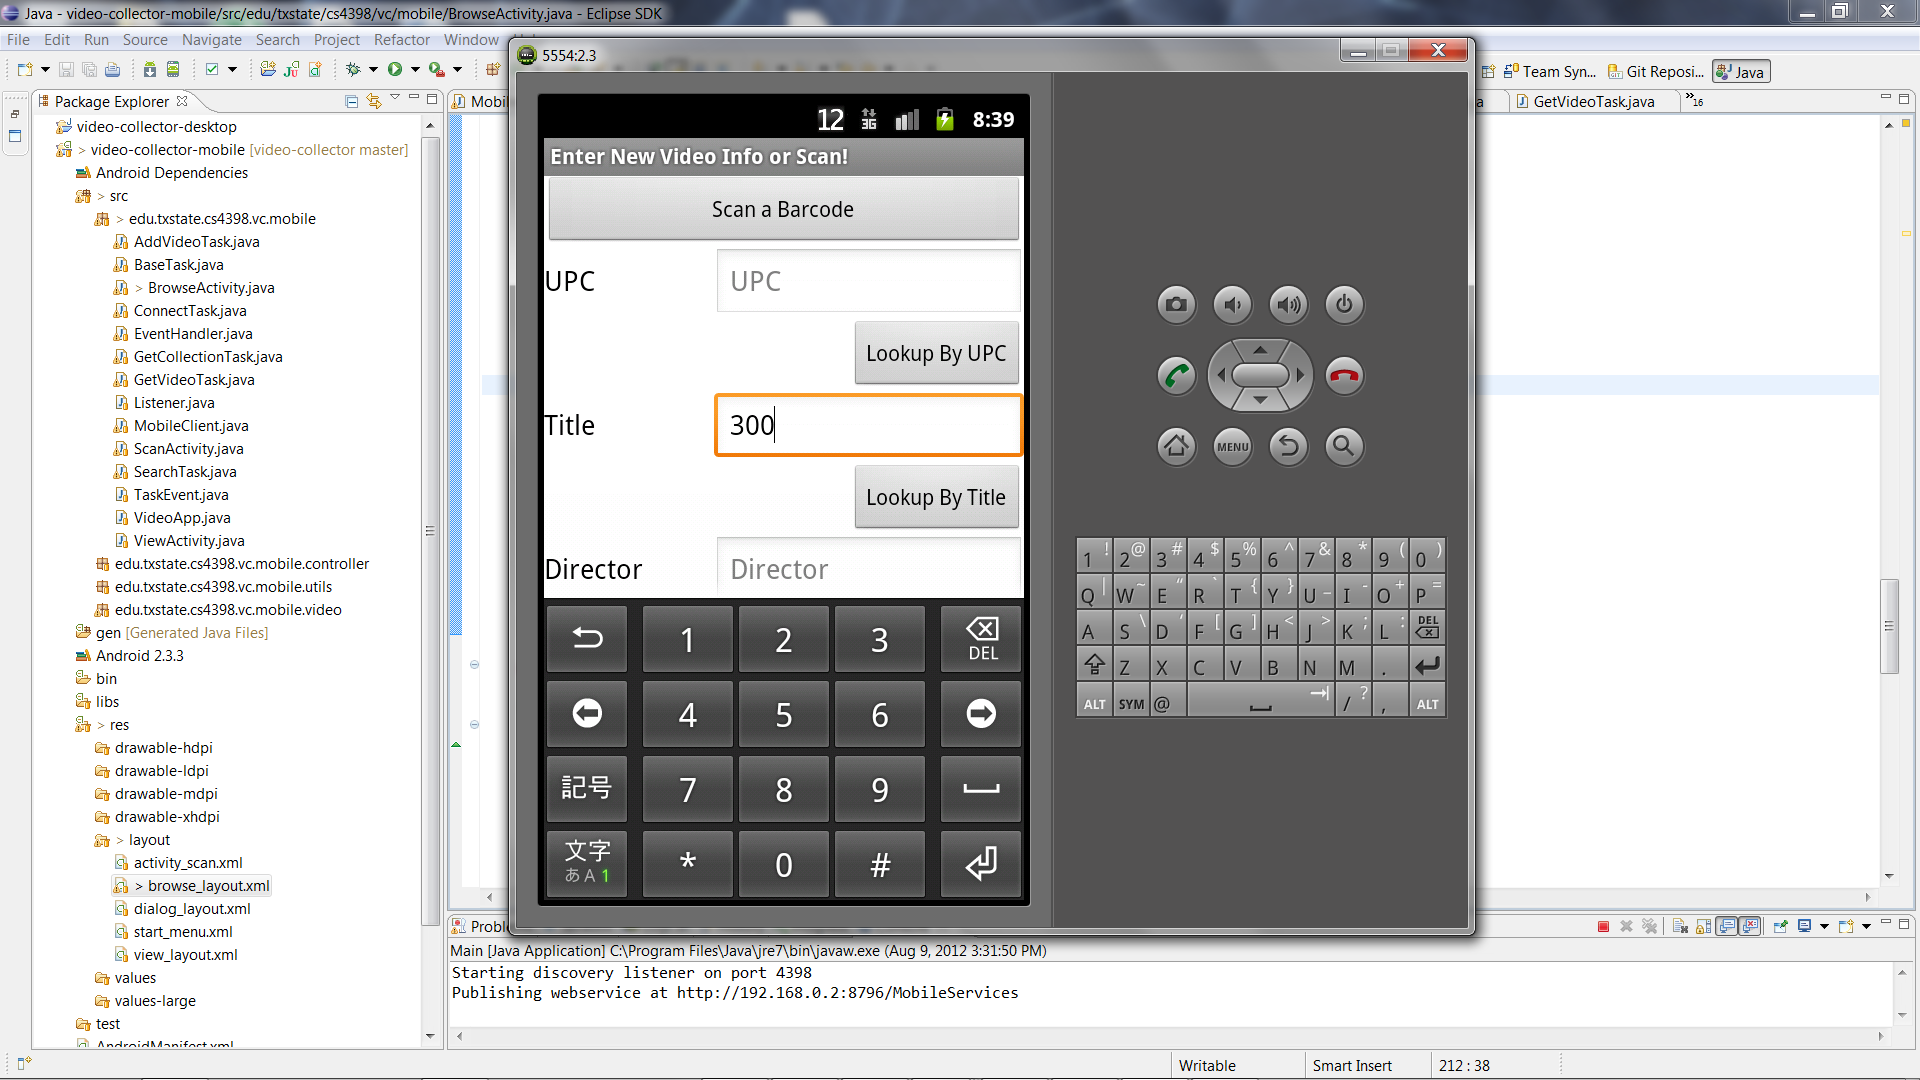 Java - video-collector-mobile/src/edu/txstate/cs4398/vc/mobile/BrowseActivity.java - Eclipse SDK
File Edit Run Source Navigate Search Project Refactor Window
5554:2.3
Team Syn... Git Reposi... Java
Package Explorer
Mobi
GetVideoTask.java
16
video-collector-desktop
> video-collector-mobile [video-collector master]
Android Dependencies
> src
> edu.txstate.cs4398.vc.mobile
AddVideoTask.java
BaseTask.java
> BrowseActivity.java
ConnectTask.java
EventHandler.java
GetCollectionTask.java
GetVideoTask.java
Listener.java
MobileClient.java
ScanActivity.java
SearchTask.java
TaskEvent.java
VideoApp.java
ViewActivity.java
edu.txstate.cs4398.vc.mobile.controller
edu.txstate.cs4398.vc.mobile.utils
edu.txstate.cs4398.vc.mobile.video
gen [Generated Java Files]
Android 2.3.3
bin
libs
> res
drawable-hdpi
drawable-ldpi
drawable-mdpi
drawable-xhdpi
> layout
activity_scan.xml
> browse_layout.xml
dialog_layout.xml
start_menu.xml
view_layout.xml
values
values-large
test
AndroidManifest.xml
12 3G 8:39
Enter New Video Info or Scan!
Scan a Barcode
UPC UPC
Lookup By UPC
Title 300
Lookup By Title
Director Director
1 2 3 DEL
4 5 6
記号 7 8 9
文字 あA1 * 0 #
MENU
1 ! 2 @ 3 # 4 $ 5 % 6 ^ 7 & 8 * 9 ( 0 )
Q | W ~ E “ R ` T { Y } U _ I - O + P =
A S \ D ‘ F [ G ] H < J > K ; L : DEL
Z X C V B N M .
ALT SYM @ / ? , ALT
Proble
Main [Java Application] C:\Program Files\Java\jre7\bin\javaw.exe (Aug 9, 2012 3:31:50 PM)
Starting discovery listener on port 4398
Publishing webservice at http://192.168.0.2:8796/MobileServices
Writable Smart Insert 212 : 38